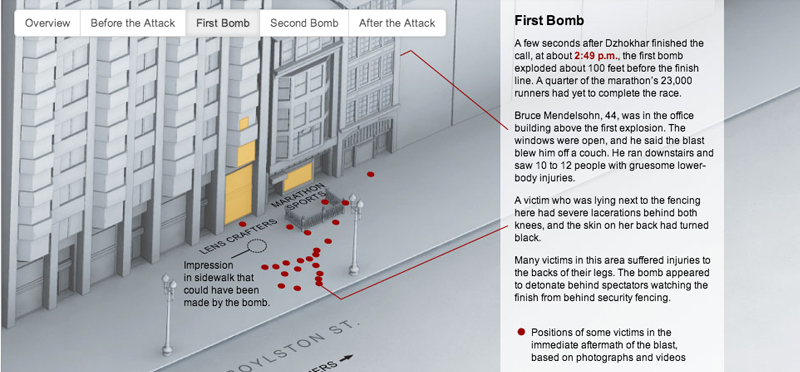 Overview
Before the Attack
First Bomb
Second Bomb
After the Attack
First Bomb
A few seconds after Dzhokhar finished the
call, at about 2:49 p.m., the first bomb
exploded about 100 feet before the finish
line. A quarter of the marathon's 23,000
runners had yet to complete the race.
Bruce Mendelsohn, 44, was in the office
building above the first explosion. The
windows were open, and he said the blast
blew him off a couch. He ran downstairs and
saw 10 to 12 people with gruesome lower-
body injuries.
A victim who was lying next to the fencing
here had severe lacerations behind both
knees, and the skin on her back had turned
black.
Many victims in this area suffered injuries to
the backs of their legs. The bomb appeared
to detonate behind spectators watching the
finish from behind security fencing.
Positions of some victims in the
immediate aftermath of the blast,
based on photographs and videos
MARATHON
SPORTS
LENS CRAFTERS
Impression
in sidewalk that
could have been
made by the bomb.
OYLSTON ST.